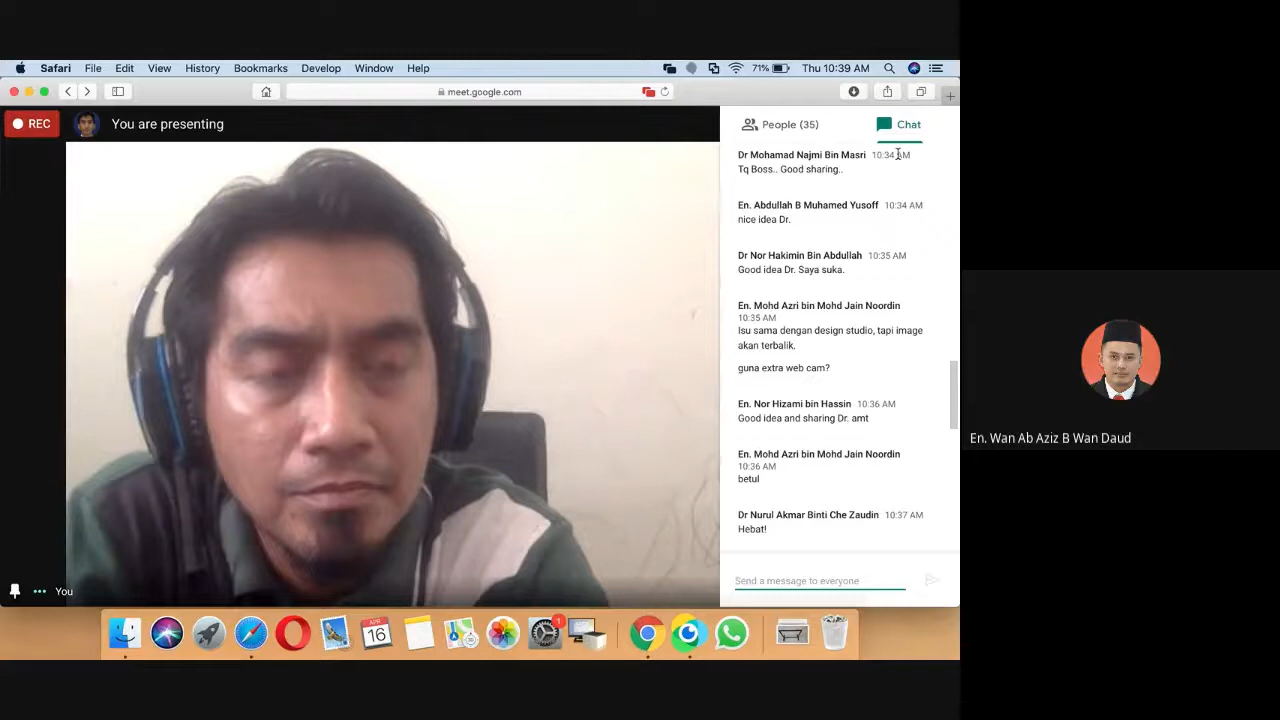 Safari File Edit View History Bookmarks Develop Window Help 71% Thu 10:39 AM
meet.google.com
REC You are presenting
People (35) Chat
Dr Mohamad Najmi Bin Masri 10:34 AM
Tq Boss.. Good sharing..
En. Abdullah B Muhamed Yusoff 10:34 AM
nice idea Dr.
Dr Nor Hakimin Bin Abdullah 10:35 AM
Good idea Dr. Saya suka.
En. Mohd Azri bin Mohd Jain Noordin
10:35 AM
Isu sama dengan design studio, tapi image
akan terbalik.
guna extra web cam?
En. Nor Hizami bin Hassin 10:36 AM
Good idea and sharing Dr. amt
En. Mohd Azri bin Mohd Jain Noordin
10:36 AM
betul
Dr Nurul Akmar Binti Che Zaudin 10:37 AM
Hebat!
Send a message to everyone
You
APR
16
1
En. Wan Ab Aziz B Wan Daud